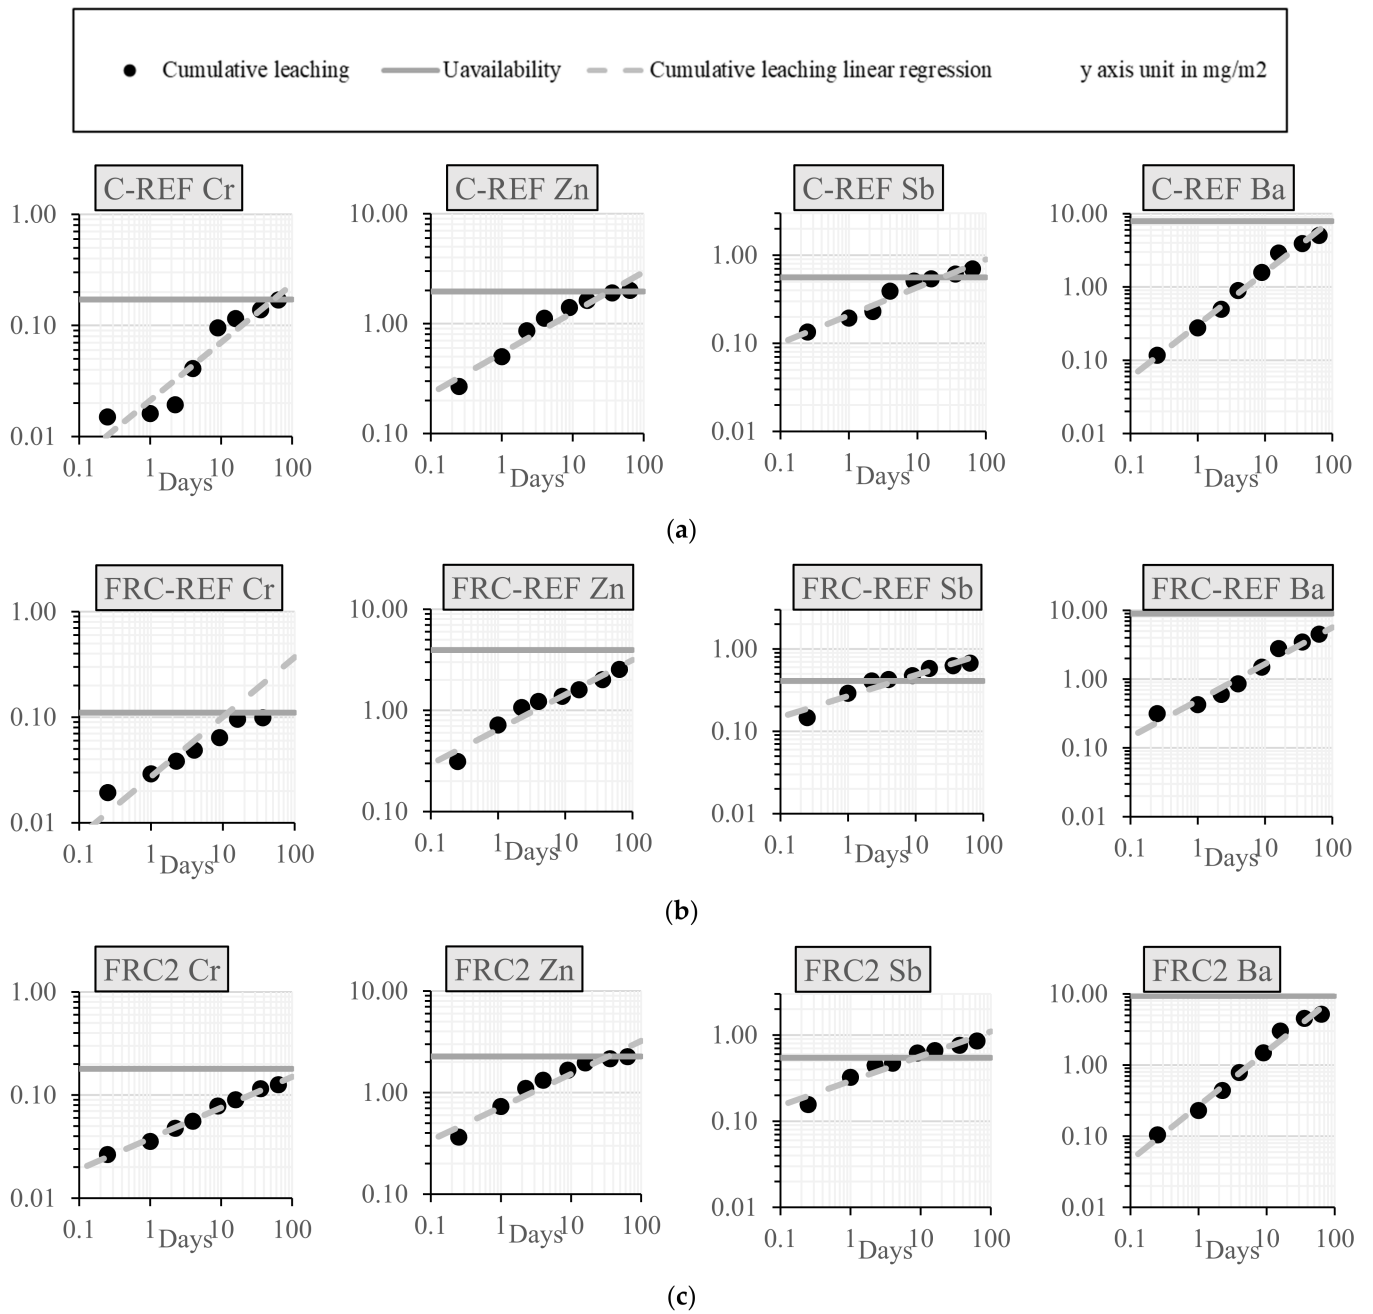 Cumulative leaching Uavailability Cumulative leaching linear regression y axis unit in mg/m2
C-REF Cr C-REF Zn C-REF Sb C-REF Ba
1.00 10.00 1.00 10.00
0.10 1.00 0.10 1.00
0.01 0.10 0.01 0.10
0.01
0.1 1 10 100 0.1 1 10 100 0.1 1 10 100 0.1 1 10 100
Days Days Days Days
(a)
FRC-REF Cr FRC-REF Zn FRC-REF Sb FRC-REF Ba
1.00 10.00 1.00 10.00
0.10 1.00 0.10 1.00
0.01 0.10 0.01 0.10
0.01
0.1 1 10 100 0.1 1 10 100 0.1 1 10 100 0.1 1 10 100
Days Days Days Days
(b)
FRC2 Cr FRC2 Zn FRC2 Sb FRC2 Ba
1.00 10.00 1.00 10.00
0.10 1.00 0.10 1.00
0.01 0.10 0.01 0.10
0.01
0.1 1 10 100 0.1 1 10 100 0.1 1 10 100 0.1 1 10 100
Days Days Days Days
(c)